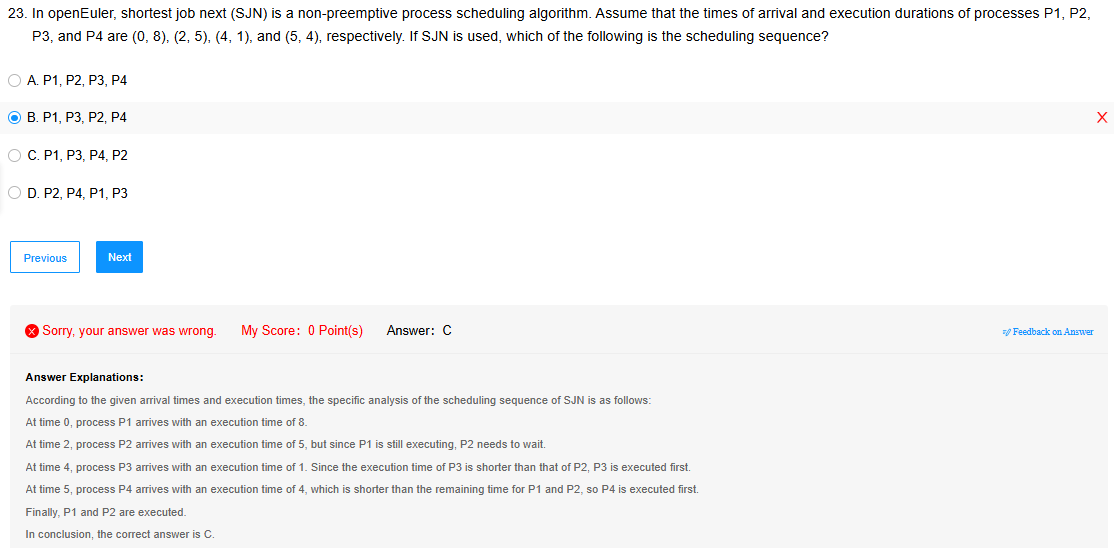 23. In openEuler, shortest job next (SJN) is a non-preemptive process scheduling algorithm. Assume that the times of arrival and execution durations of processes P1, P2,
P3, and P4 are (0, 8), (2, 5), (4, 1), and (5, 4), respectively. If SJN is used, which of the following is the scheduling sequence?
A. P1, P2, P3, P4
B. P1, P3, P2, P4
C. P1, P3, P4, P2
D. P2, P4, P1, P3
Previous Next
Sorry, your answer was wrong. My Score: 0 Point(s) Answer: C Feedback on Answer
Answer Explanations:
According to the given arrival times and execution times, the specific analysis of the scheduling sequence of SJN is as follows:
At time 0, process P1 arrives with an execution time of 8.
At time 2, process P2 arrives with an execution time of 5, but since P1 is still executing, P2 needs to wait.
At time 4, process P3 arrives with an execution time of 1. Since the execution time of P3 is shorter than that of P2, P3 is executed first.
At time 5, process P4 arrives with an execution time of 4, which is shorter than the remaining time for P1 and P2, so P4 is executed first.
Finally, P1 and P2 are executed.
In conclusion, the correct answer is C.